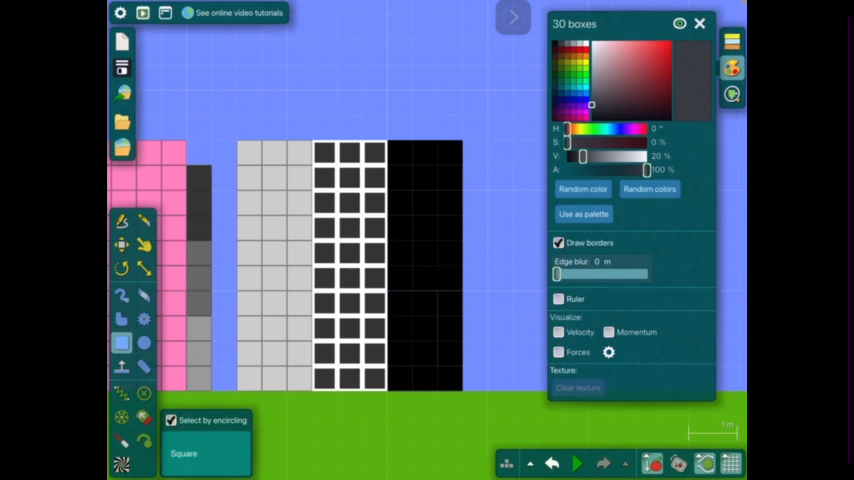 See online video tutorials
30 boxes
H: 0 °
S: 0 %
V: 20 %
A: 100 %
Random color
Random colors
Use as palette
Draw borders
Edge blur: 0 m
Ruler
Visualize:
Velocity
Momentum
Forces
Texture:
Clear texture
Select by encircling
Square
1 m